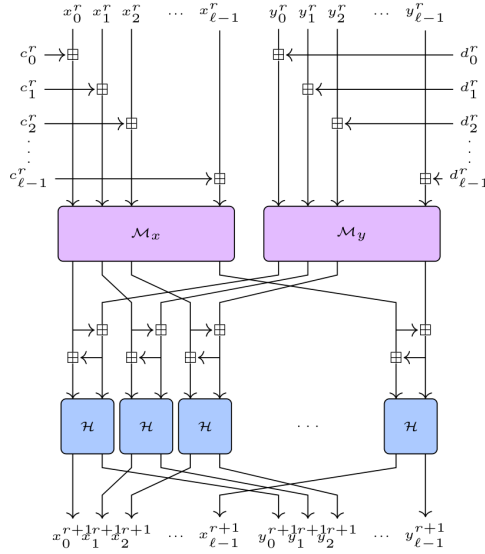 x_0^r x_1^r x_2^r ... x_{ℓ−1}^r y_0^r y_1^r y_2^r ... y_{ℓ−1}^r
c_0^r d_0^r
c_1^r d_1^r
c_2^r d_2^r
c_{ℓ−1}^r d_{ℓ−1}^r
ℳ_x ℳ_y
ℋ ℋ ℋ ... ℋ
x_0^{r+1} x_1^{r+1} x_2^{r+1} ... x_{ℓ−1}^{r+1} y_0^{r+1} y_1^{r+1} y_2^{r+1} ... y_{ℓ−1}^{r+1}